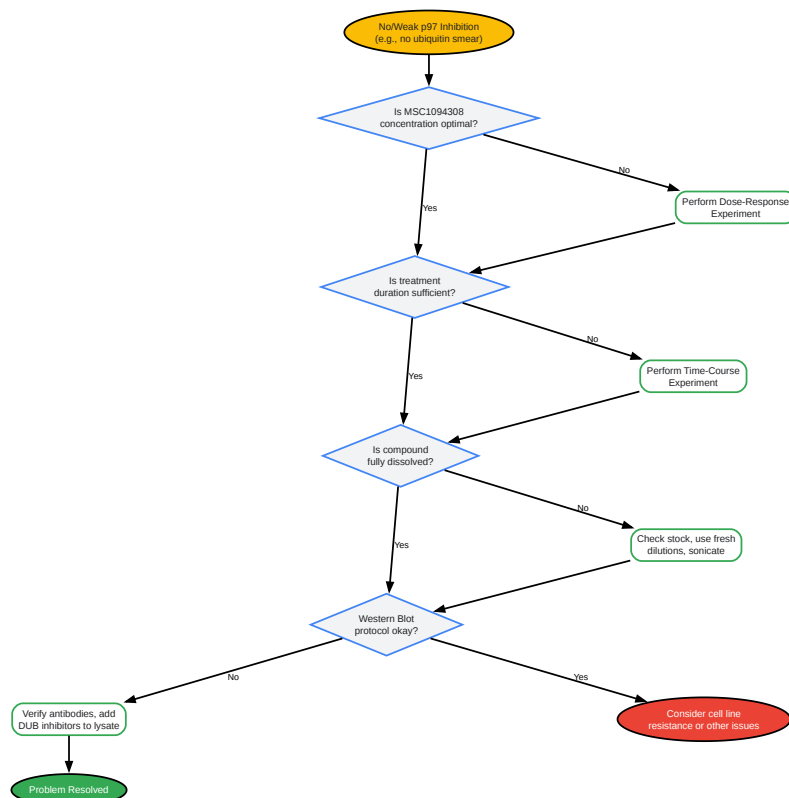 No/Weak p97 Inhibition
(e.g., no ubiquitin smear)
Is MSC1094308
concentration optimal?
No
Perform Dose-Response
Experiment
Yes
Is treatment
duration sufficient?
No
Perform Time-Course
Experiment
Yes
Is compound
fully dissolved?
No
Check stock, use fresh
dilutions, sonicate
Yes
Western Blot
protocol okay?
No
Yes
Verify antibodies, add
DUB inhibitors to lysate
Consider cell line
resistance or other issues
Problem Resolved